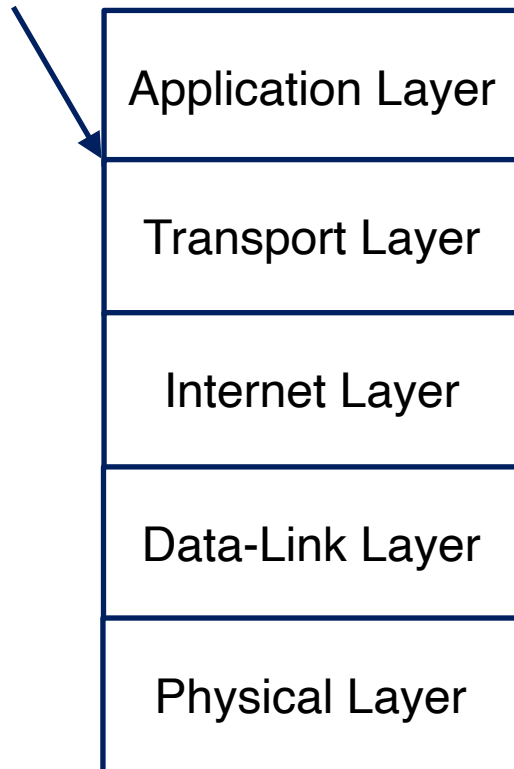 Application Layer
Transport Layer
Internet Layer
Data-Link Layer
Physical Layer